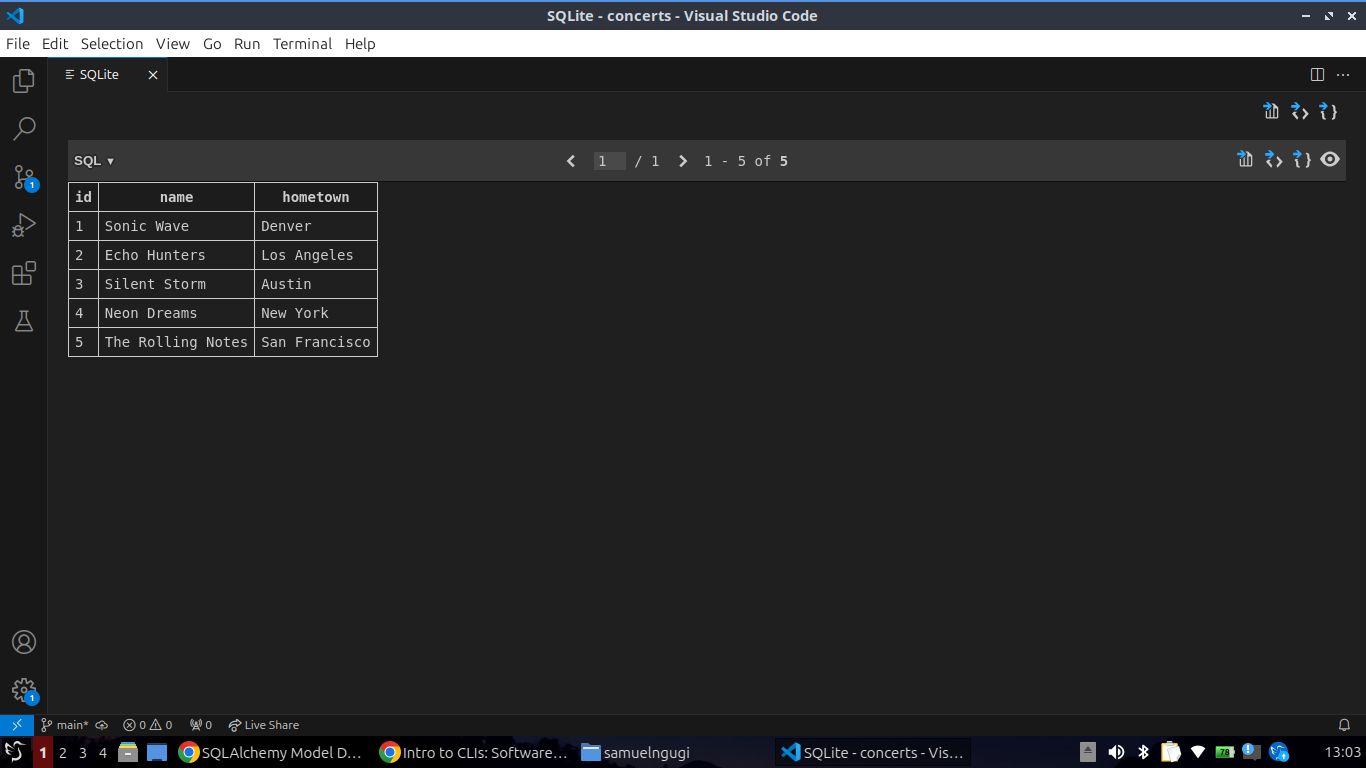 SQLite - concerts - Visual Studio Code
File Edit Selection View Go Run Terminal Help
SQLite
SQL ▾ 1 / 1 1 - 5 of 5
id name hometown
1 Sonic Wave Denver
2 Echo Hunters Los Angeles
3 Silent Storm Austin
4 Neon Dreams New York
5 The Rolling Notes San Francisco
1
1
main* 0 0 0 Live Share
1 2 3 4 SQLAlchemy Model D... Intro to CLIs: Software... samuelngugi SQLite - concerts - Vis... 78 13:03